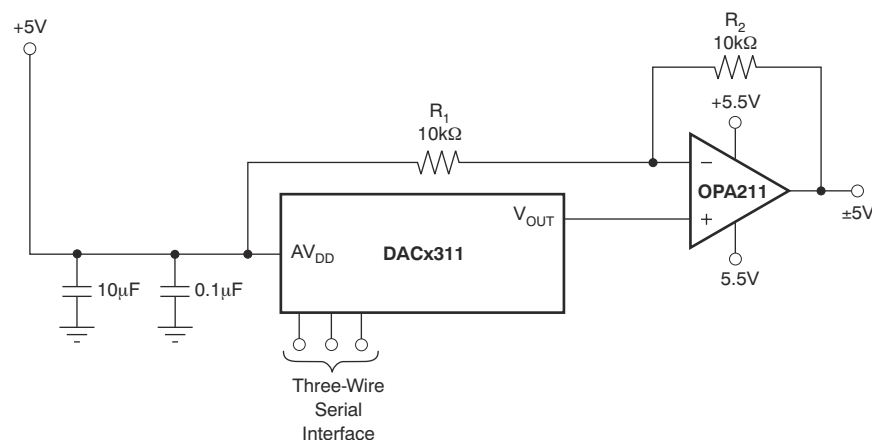 +5V
R2
10kΩ
+5.5V
R1
10kΩ
−
OPA211
+
±5V
5.5V
VOUT
AVDD
DACx311
10μF
0.1μF
Three-Wire
Serial
Interface